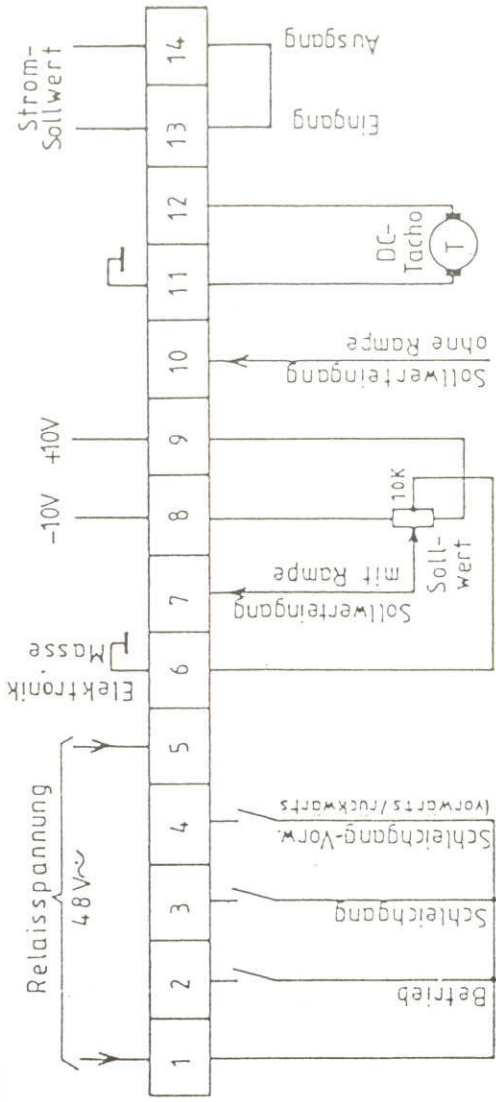 Relaisspannung
48V~
Elektronik
Masse
-10V
+10V
Strom-
Sollwert
1
2
3
4
5
6
7
8
9
10
11
12
13
14
Betrieb
Schleichgang
Schleichgang-Vorw.
(vorwärts/rückwärts
Sollwerteingang
mit Rampe
Soll-
wert
10K
Sollwerteingang
ohne Rampe
DC-
Tacho
T
Eingang
Ausgang